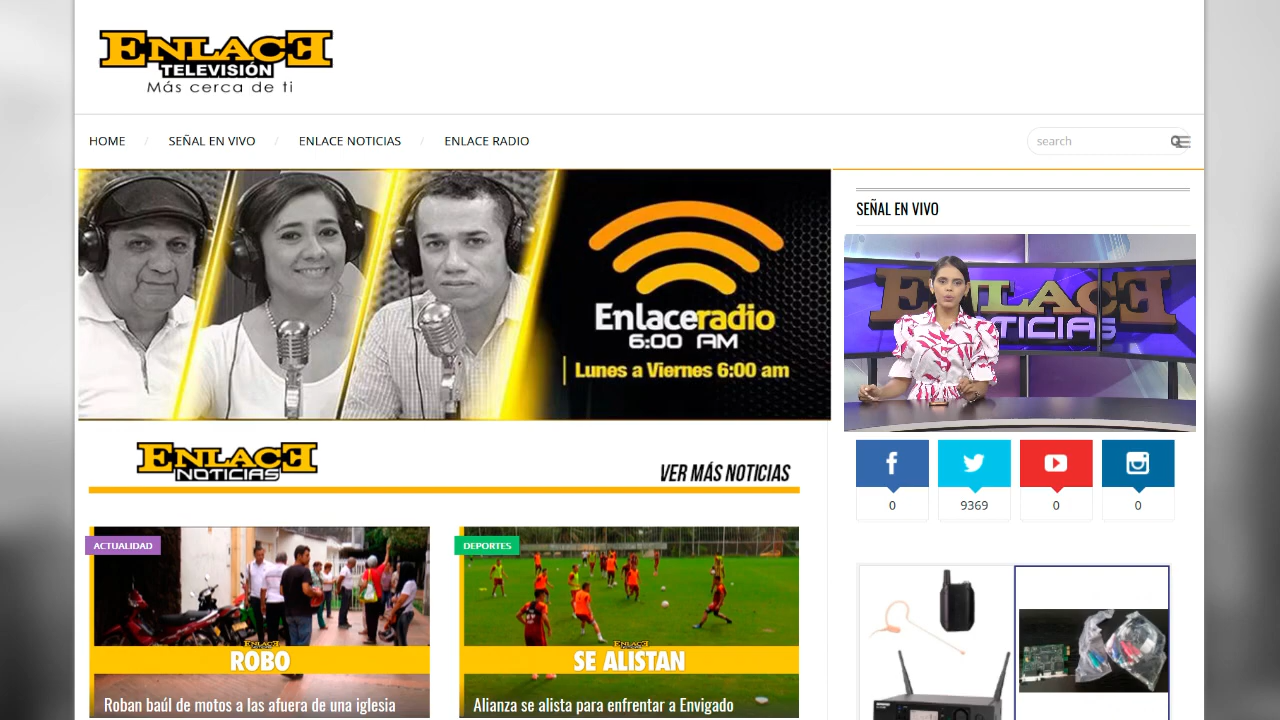 ENLACE
TELEVISIÓN
Más cerca de ti
HOME / SEÑAL EN VIVO / ENLACE NOTICIAS / ENLACE RADIO
search
Enlaceradio
6:00 AM
Lunes a Viernes 6:00 am
SEÑAL EN VIVO
ENLACE
NOTICIAS
0
9369
0
0
ENLACE
NOTICIAS
VER MÁS NOTICIAS
ACTUALIDAD
ENLACE
ROBO
Roban baúl de motos a las afuera de una iglesia
DEPORTES
ENLACE
SE ALISTAN
Alianza se alista para enfrentar a Envigado